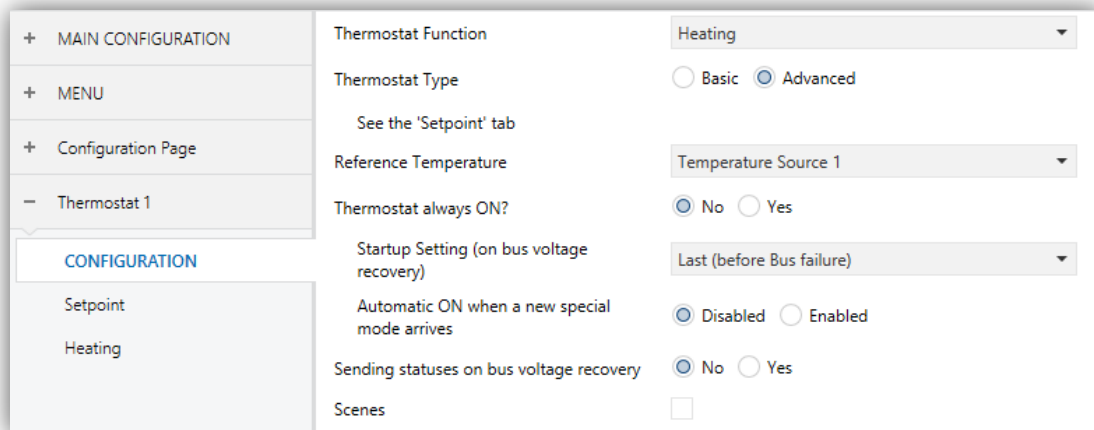 + MAIN CONFIGURATION
+ MENU
+ Configuration Page
− Thermostat 1
CONFIGURATION
Setpoint
Heating
Thermostat Function Heating
Thermostat Type Basic Advanced
See the 'Setpoint' tab
Reference Temperature Temperature Source 1
Thermostat always ON? No Yes
Startup Setting (on bus voltage
recovery) Last (before Bus failure)
Automatic ON when a new special
mode arrives Disabled Enabled
Sending statuses on bus voltage recovery No Yes
Scenes